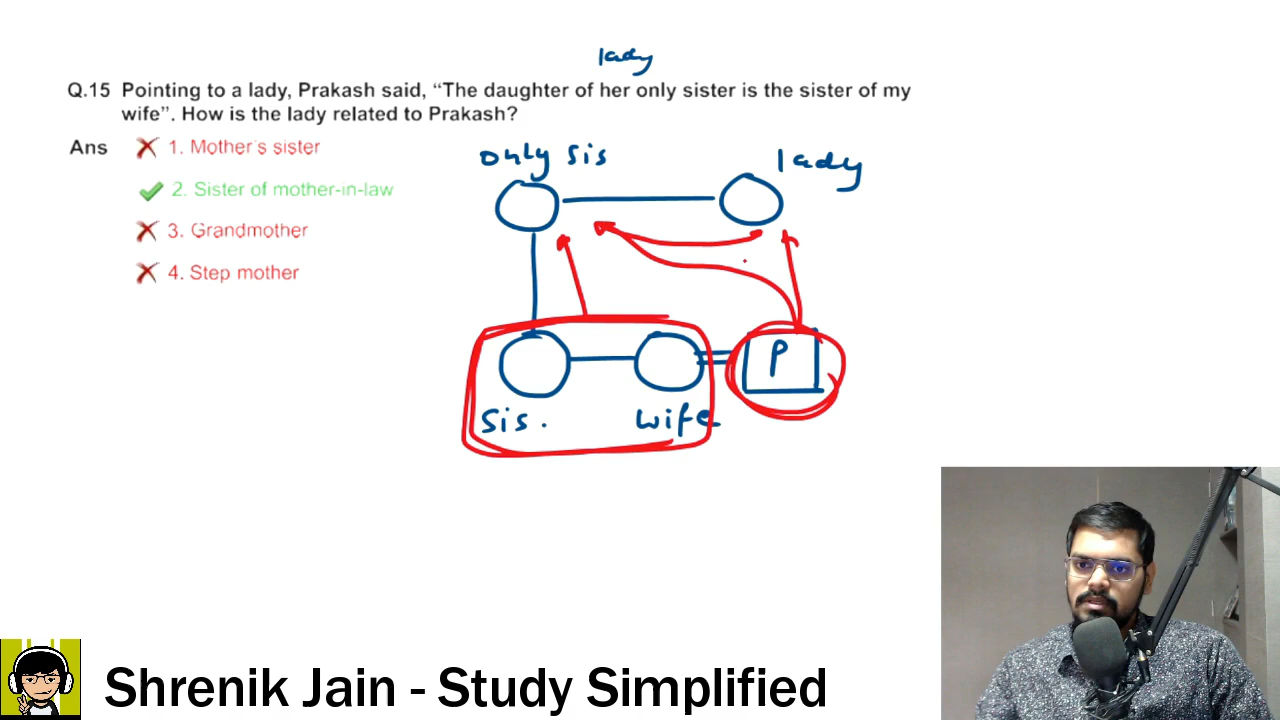 lady
Q.15 Pointing to a lady, Prakash said, “The daughter of her only sister is the sister of my
wife”. How is the lady related to Prakash?
Ans 1. Mother's sister
2. Sister of mother-in-law
3. Grandmother
4. Step mother
only sis lady
P
sis. wife
Shrenik Jain - Study Simplified